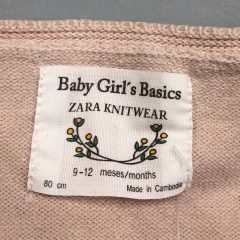 Baby Girl's Basics
ZARA KNITWEAR
9-12 meses/months
80 cm
Made in Cambodia